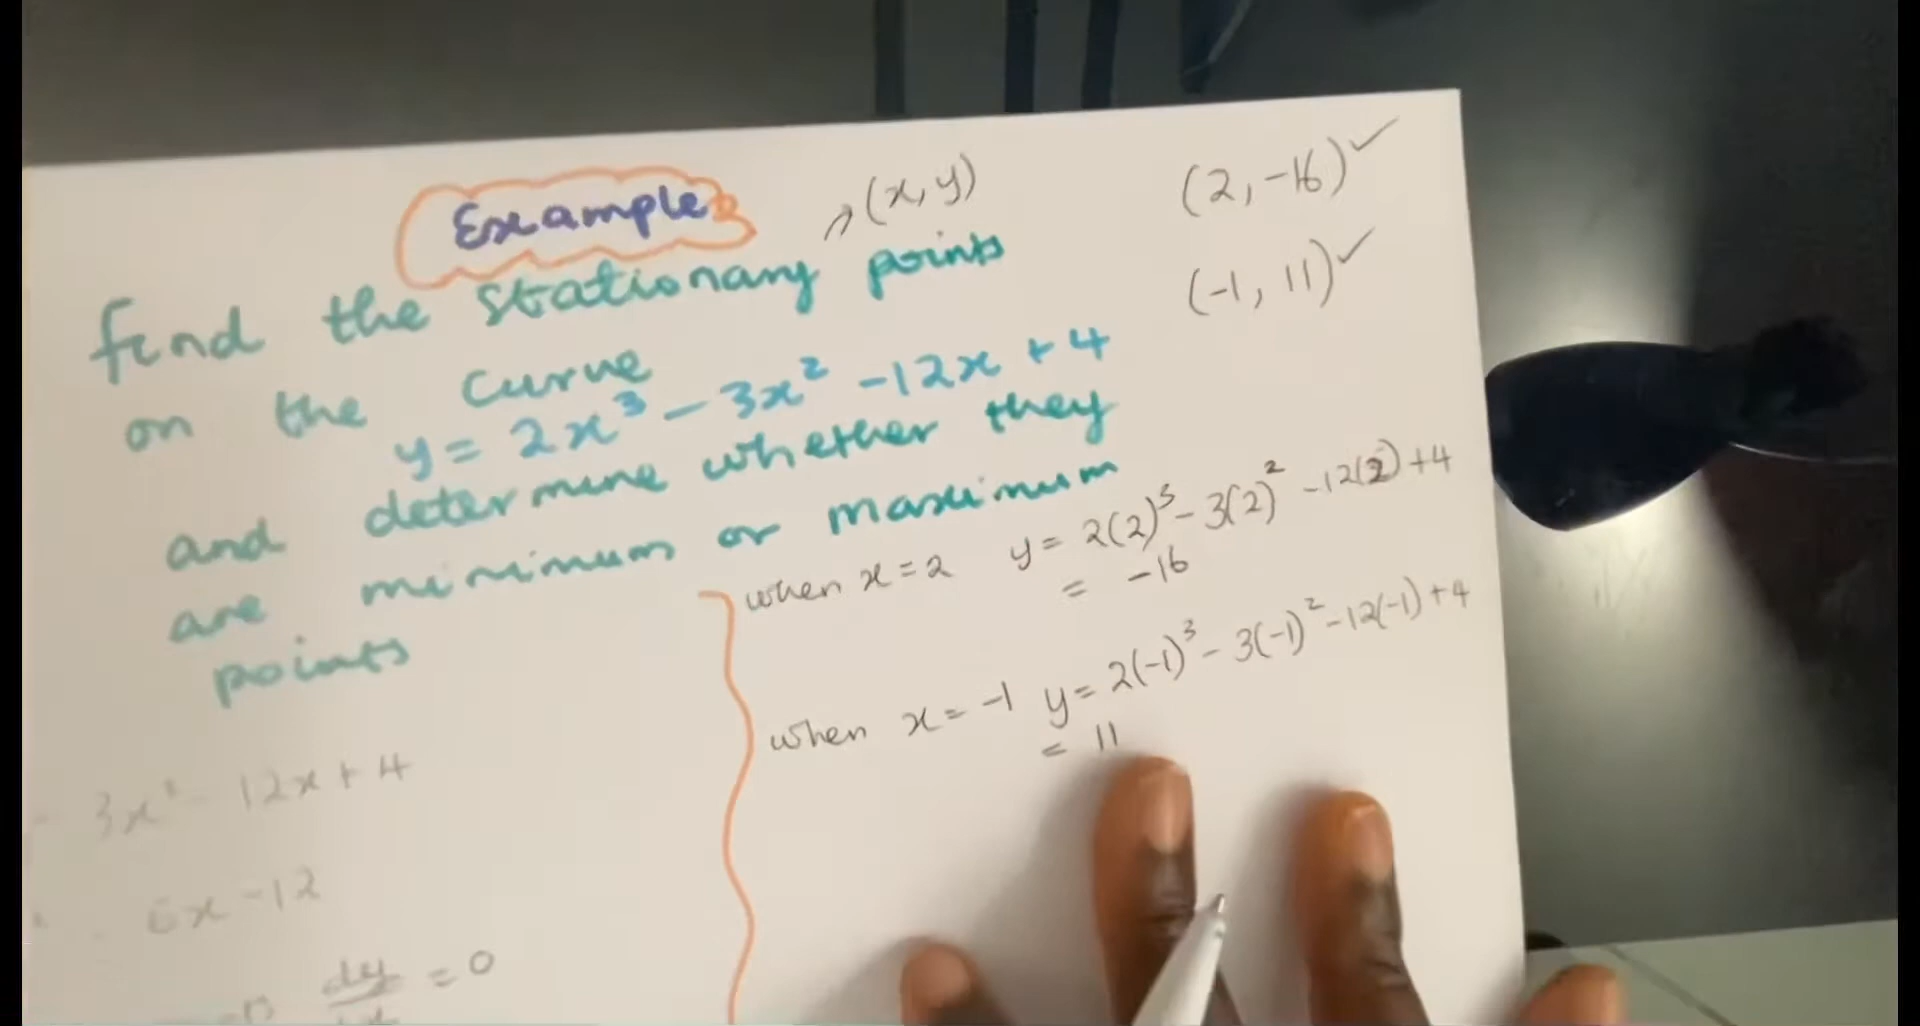 Example
(x, y)
find the stationary points
on the curve
y = 2x³ - 3x² - 12x + 4
and determine whether they
are minimum or maximum
points
(2, -16) ✓
(-1, 11) ✓
when x = 2 y = 2(2)³ - 3(2)² - 12(2) + 4
= -16
when x = -1 y = 2(-1)³ - 3(-1)² - 12(-1) + 4
= 11
- 3x² - 12x + 4
6x - 12
dy/dx = 0